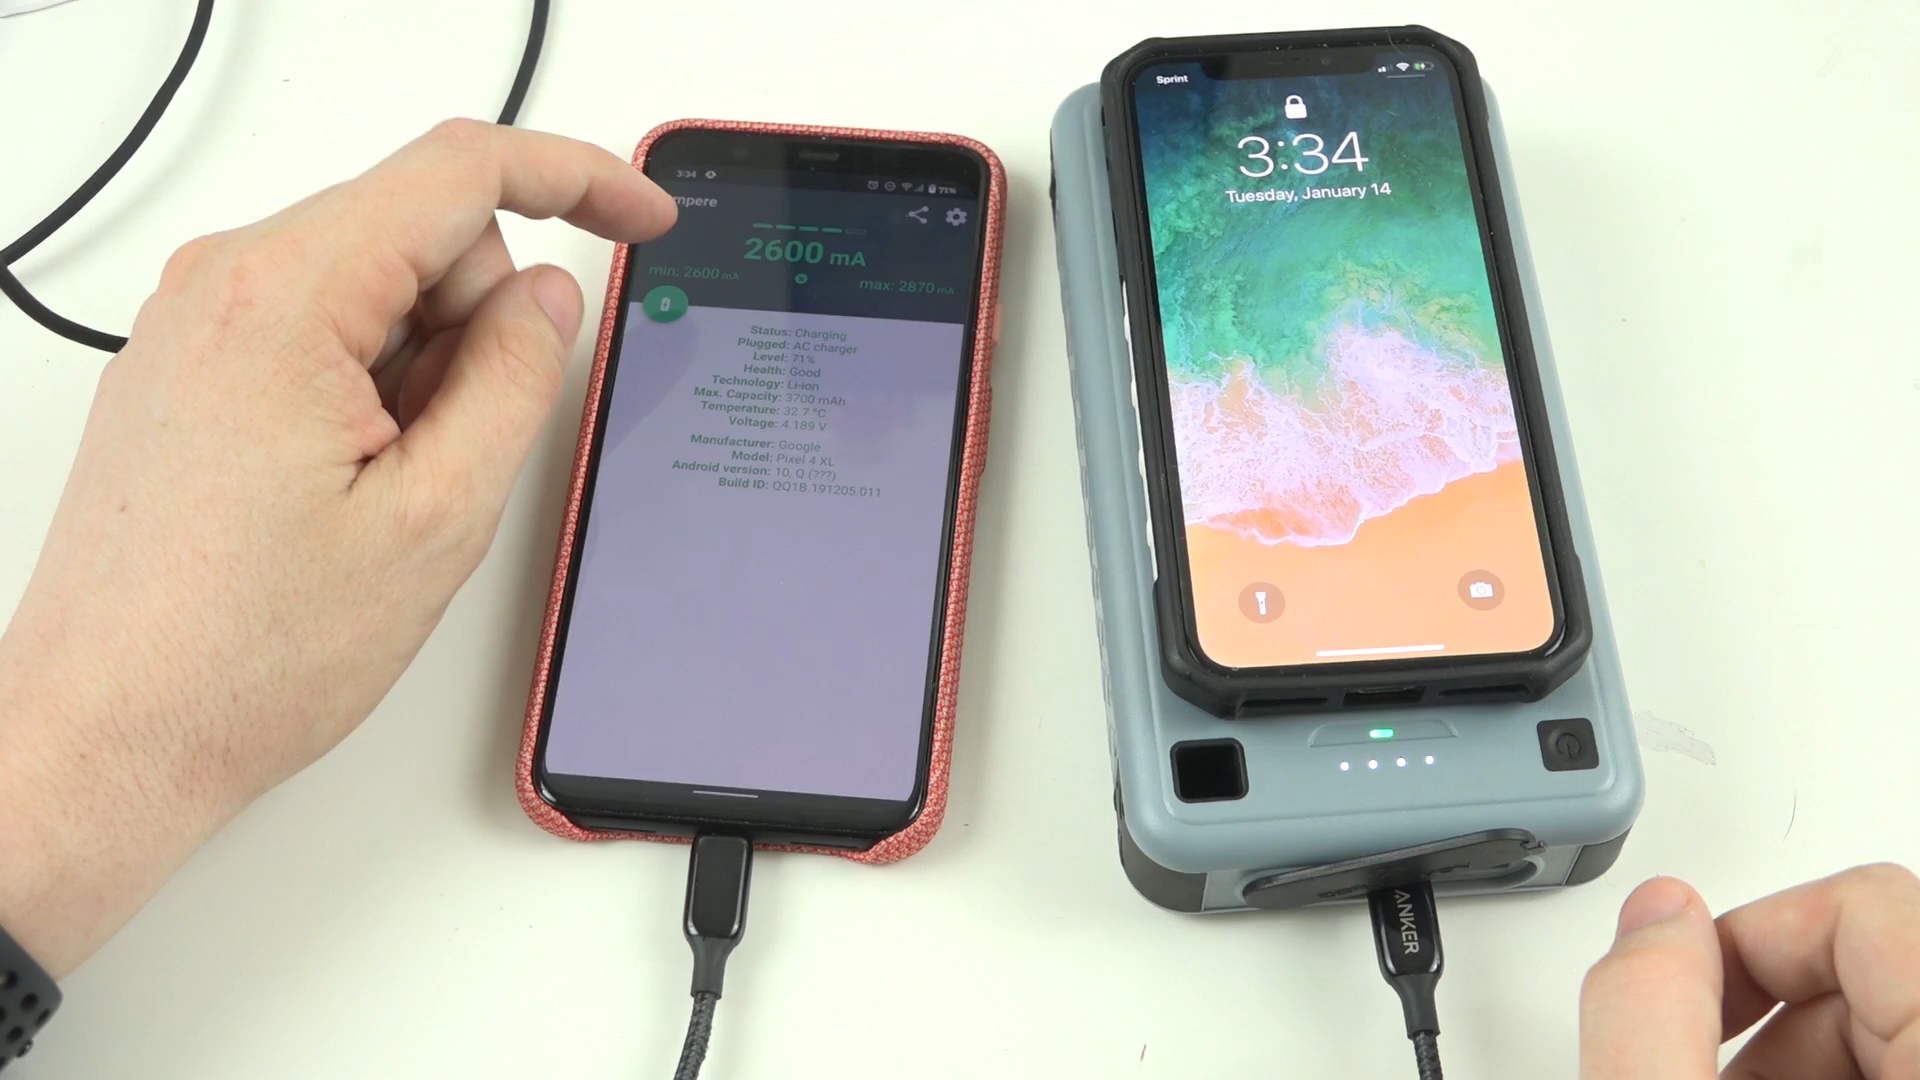 3:34
71%
mpere
2600 mA
min: 2600 mA
max: 2870 mA
Status: Charging
Plugged: AC charger
Level: 71%
Health: Good
Technology: Li-ion
Max. Capacity: 3700 mAh
Temperature: 32.7 °C
Voltage: 4.189 V
Manufacturer: Google
Model: Pixel 4 XL
Android version: 10, Q (???)
Build ID: QQ1B.191205.011
Sprint
3:34
Tuesday, January 14
ANKER